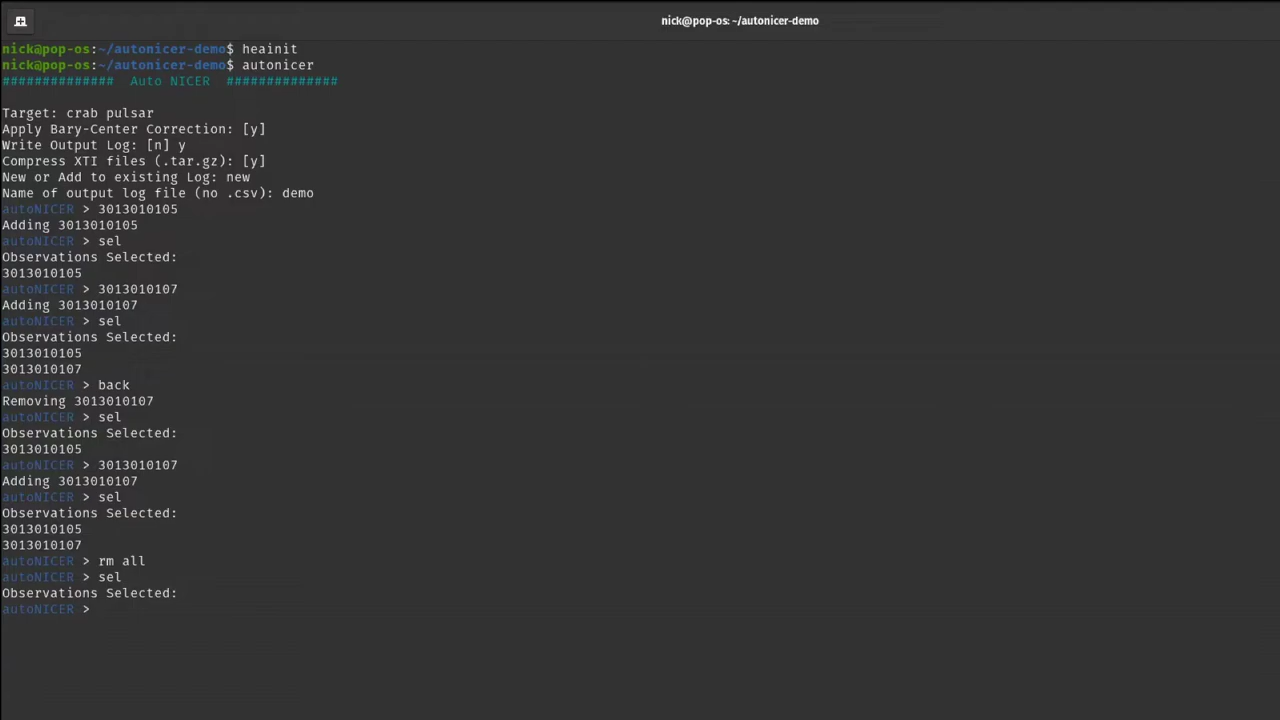 nick@pop-os: ~/autonicer-demo
nick@pop-os:~/autonicer-demo$ heainit
nick@pop-os:~/autonicer-demo$ autonicer
############## Auto NICER ##############
Target: crab pulsar
Apply Bary-Center Correction: [y]
Write Output Log: [n] y
Compress XTI files (.tar.gz): [y]
New or Add to existing Log: new
Name of output log file (no .csv): demo
autoNICER > 3013010105
Adding 3013010105
autoNICER > sel
Observations Selected:
3013010105
autoNICER > 3013010107
Adding 3013010107
autoNICER > sel
Observations Selected:
3013010105
3013010107
autoNICER > back
Removing 3013010107
autoNICER > sel
Observations Selected:
3013010105
autoNICER > 3013010107
Adding 3013010107
autoNICER > sel
Observations Selected:
3013010105
3013010107
autoNICER > rm all
autoNICER > sel
Observations Selected:
autoNICER >